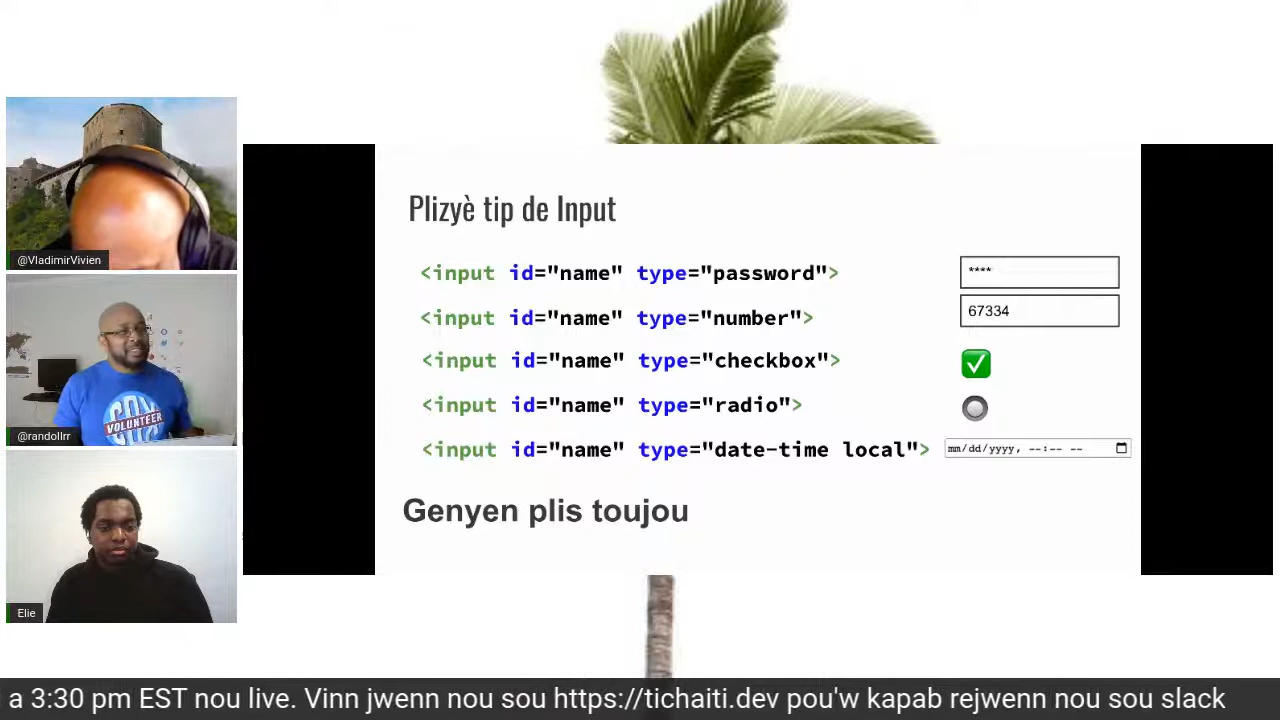 @VladimirVivien
VOLUNTEER
@randollrr
Elie
Plizyè tip de Input
<input id="name" type="password">
****
<input id="name" type="number">
67334
<input id="name" type="checkbox">
<input id="name" type="radio">
<input id="name" type="date-time local">
mm/dd/yyyy, --:-- --
Genyen plis toujou
a 3:30 pm EST nou live. Vinn jwenn nou sou https://tichaiti.dev pou'w kapab rejwenn nou sou slack